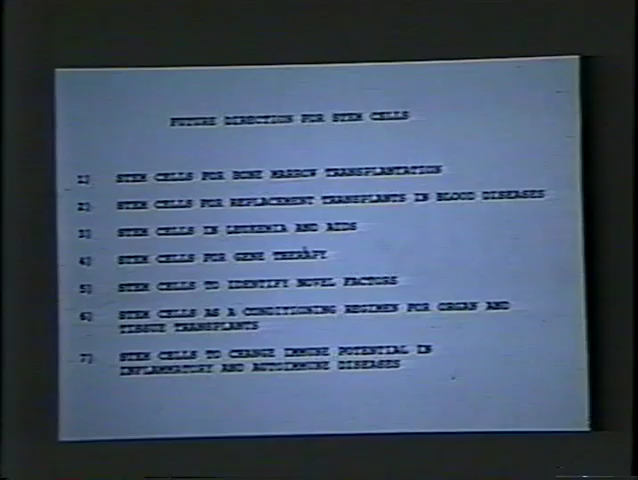 FUTURE DIRECTION FOR STEM CELLS
1) STEM CELLS FOR BONE MARROW TRANSPLANTATION
2) STEM CELLS FOR REPLACEMENT TRANSPLANTS IN BLOOD DISEASES
3) STEM CELLS IN LEUKEMIA AND AIDS
4) STEM CELLS FOR GENE THERAPY
5) STEM CELLS TO IDENTIFY NOVEL FACTORS
6) STEM CELLS AS A CONDITIONING REGIMEN FOR ORGAN AND
TISSUE TRANSPLANTS
7) STEM CELLS TO CHANGE IMMUNE POTENTIAL IN
INFLAMMATORY AND AUTOIMMUNE DISEASES